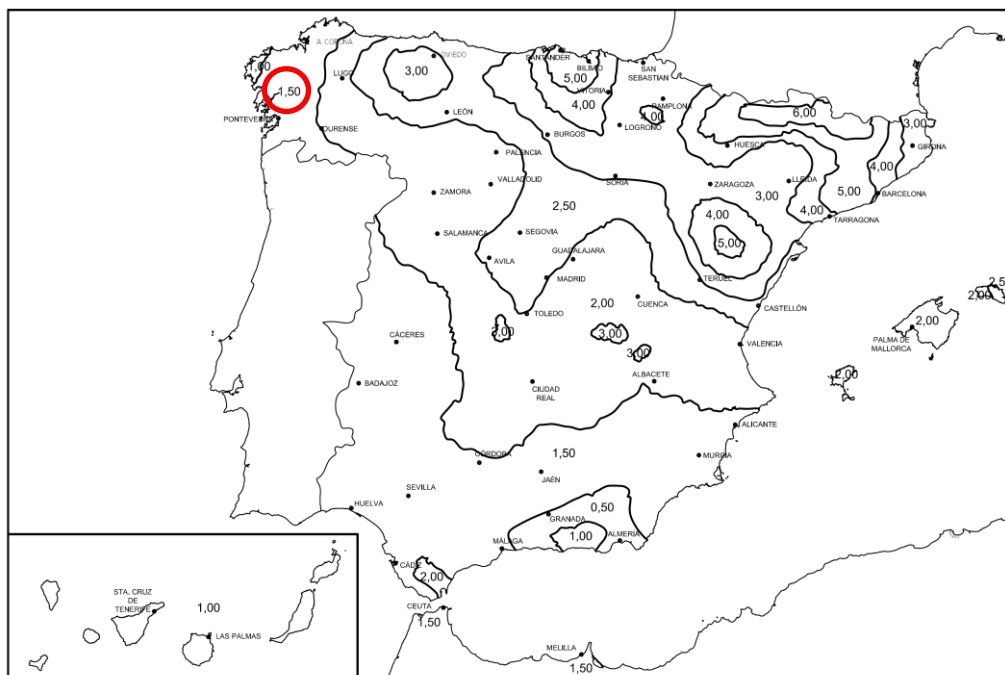 A CORUÑA
OVIEDO
SANTANDER
BILBAO
SAN
SEBASTIAN
LUGO
3,00
5,00
VITORIA
1,50
4,00
PAMPLONA
4,00
6,00
PONTEVEDRA
LEÓN
LOGROÑO
3,00
OURENSE
BURGOS
HUESCA
GIRONA
PALENCIA
4,00
VALLADOLID
SORIA
ZARAGOZA
LLEIDA
ZAMORA
3,00
5,00
BARCELONA
2,50
4,00
4,00
TARRAGONA
SALAMANCA
SEGOVIA
5,00
GUADALAJARA
AVILA
MADRID
TERUEL
2,00
CUENCA
2,00
CASTELLÓN
TOLEDO
2,00
3,00
CÁCERES
PALMA DE
MALLORCA
VALENCIA
3,00
ALBACETE
2,00
BADAJOZ
CIUDAD
REAL
ALICANTE
1,50
MURCIA
CÓRDOBA
JAÉN
SEVILLA
HUELVA
0,50
GRANADA
1,00
ALMERIA
MÁLAGA
CÁDIZ
2,00
STA. CRUZ
DE
TENERIFE
1,00
CEUTA
1,50
LAS PALMAS
MELILLA
1,50